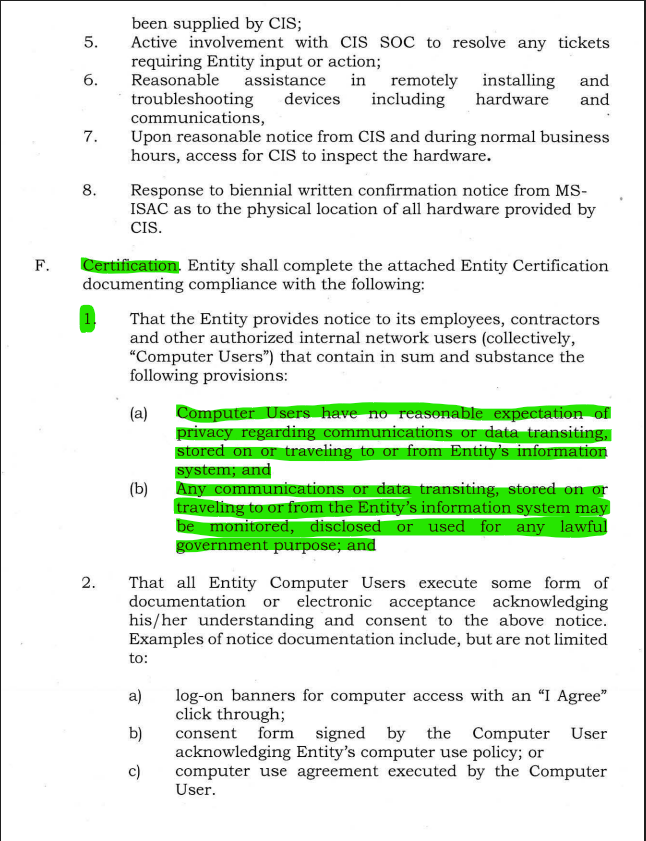 been supplied by CIS;
5. Active involvement with CIS SOC to resolve any tickets
requiring Entity input or action;
6. Reasonable assistance in remotely installing and
troubleshooting devices including hardware and
communications,
7. Upon reasonable notice from CIS and during normal business
hours, access for CIS to inspect the hardware.
8. Response to biennial written confirmation notice from MS-
ISAC as to the physical location of all hardware provided by
CIS.
F. Certification. Entity shall complete the attached Entity Certification
documenting compliance with the following:
1. That the Entity provides notice to its employees, contractors
and other authorized internal network users (collectively,
“Computer Users”) that contain in sum and substance the
following provisions:
(a) Computer Users have no reasonable expectation of
privacy regarding communications or data transiting,
stored on or traveling to or from Entity’s information
system; and
(b) Any communications or data transiting, stored on or
traveling to or from the Entity’s information system may
be monitored, disclosed or used for any lawful
government purpose; and
2. That all Entity Computer Users execute some form of
documentation or electronic acceptance acknowledging
his/her understanding and consent to the above notice.
Examples of notice documentation include, but are not limited
to:
a) log-on banners for computer access with an “I Agree”
click through;
b) consent form signed by the Computer User
acknowledging Entity’s computer use policy; or
c) computer use agreement executed by the Computer
User.